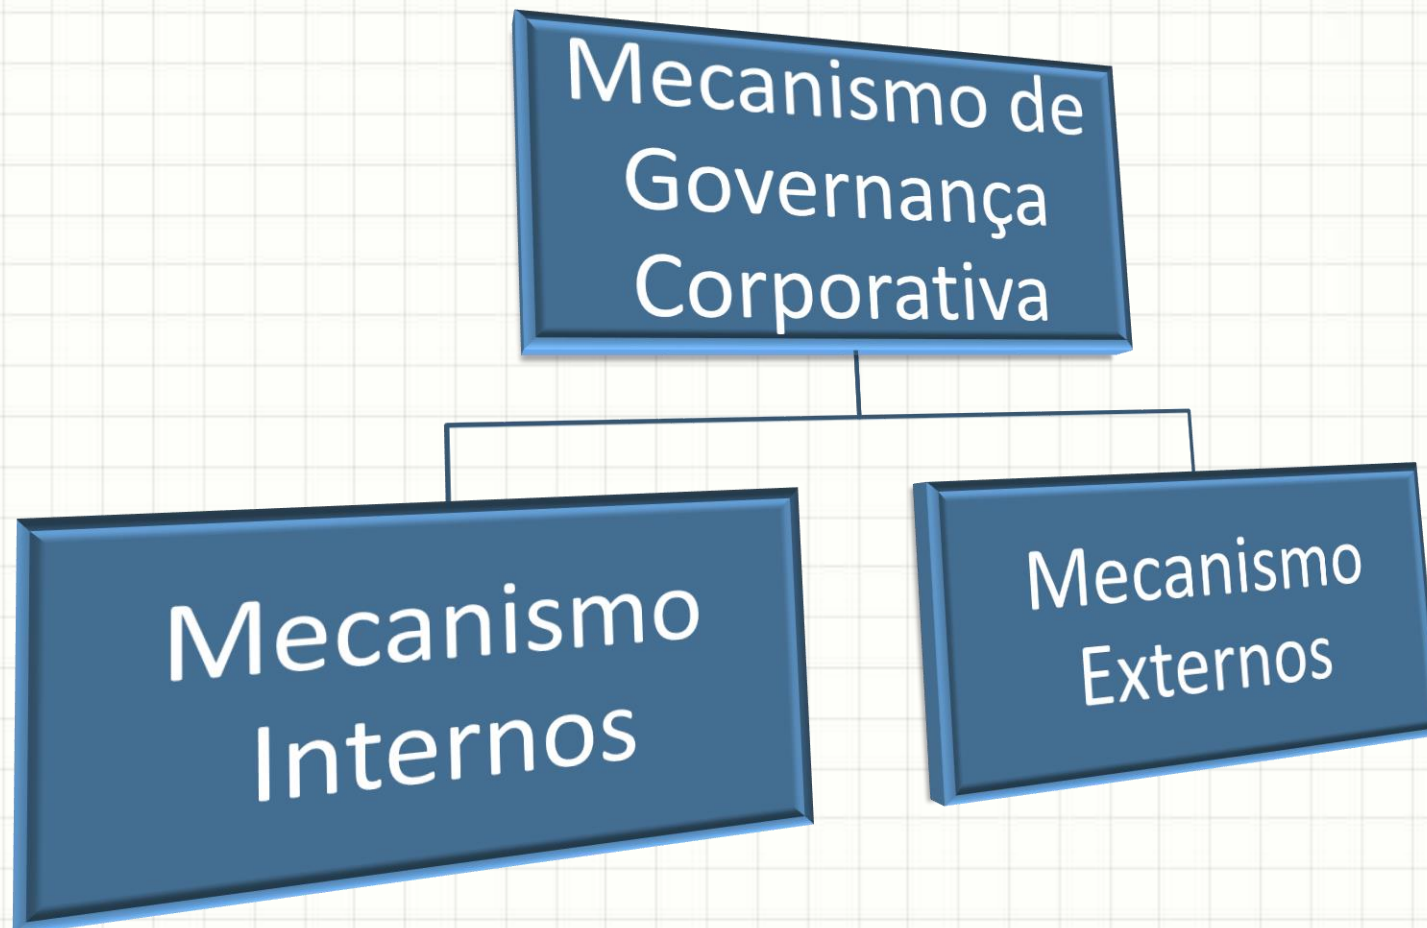 Mecanismo de
Governança
Corporativa
Mecanismo
Internos
Mecanismo
Externos